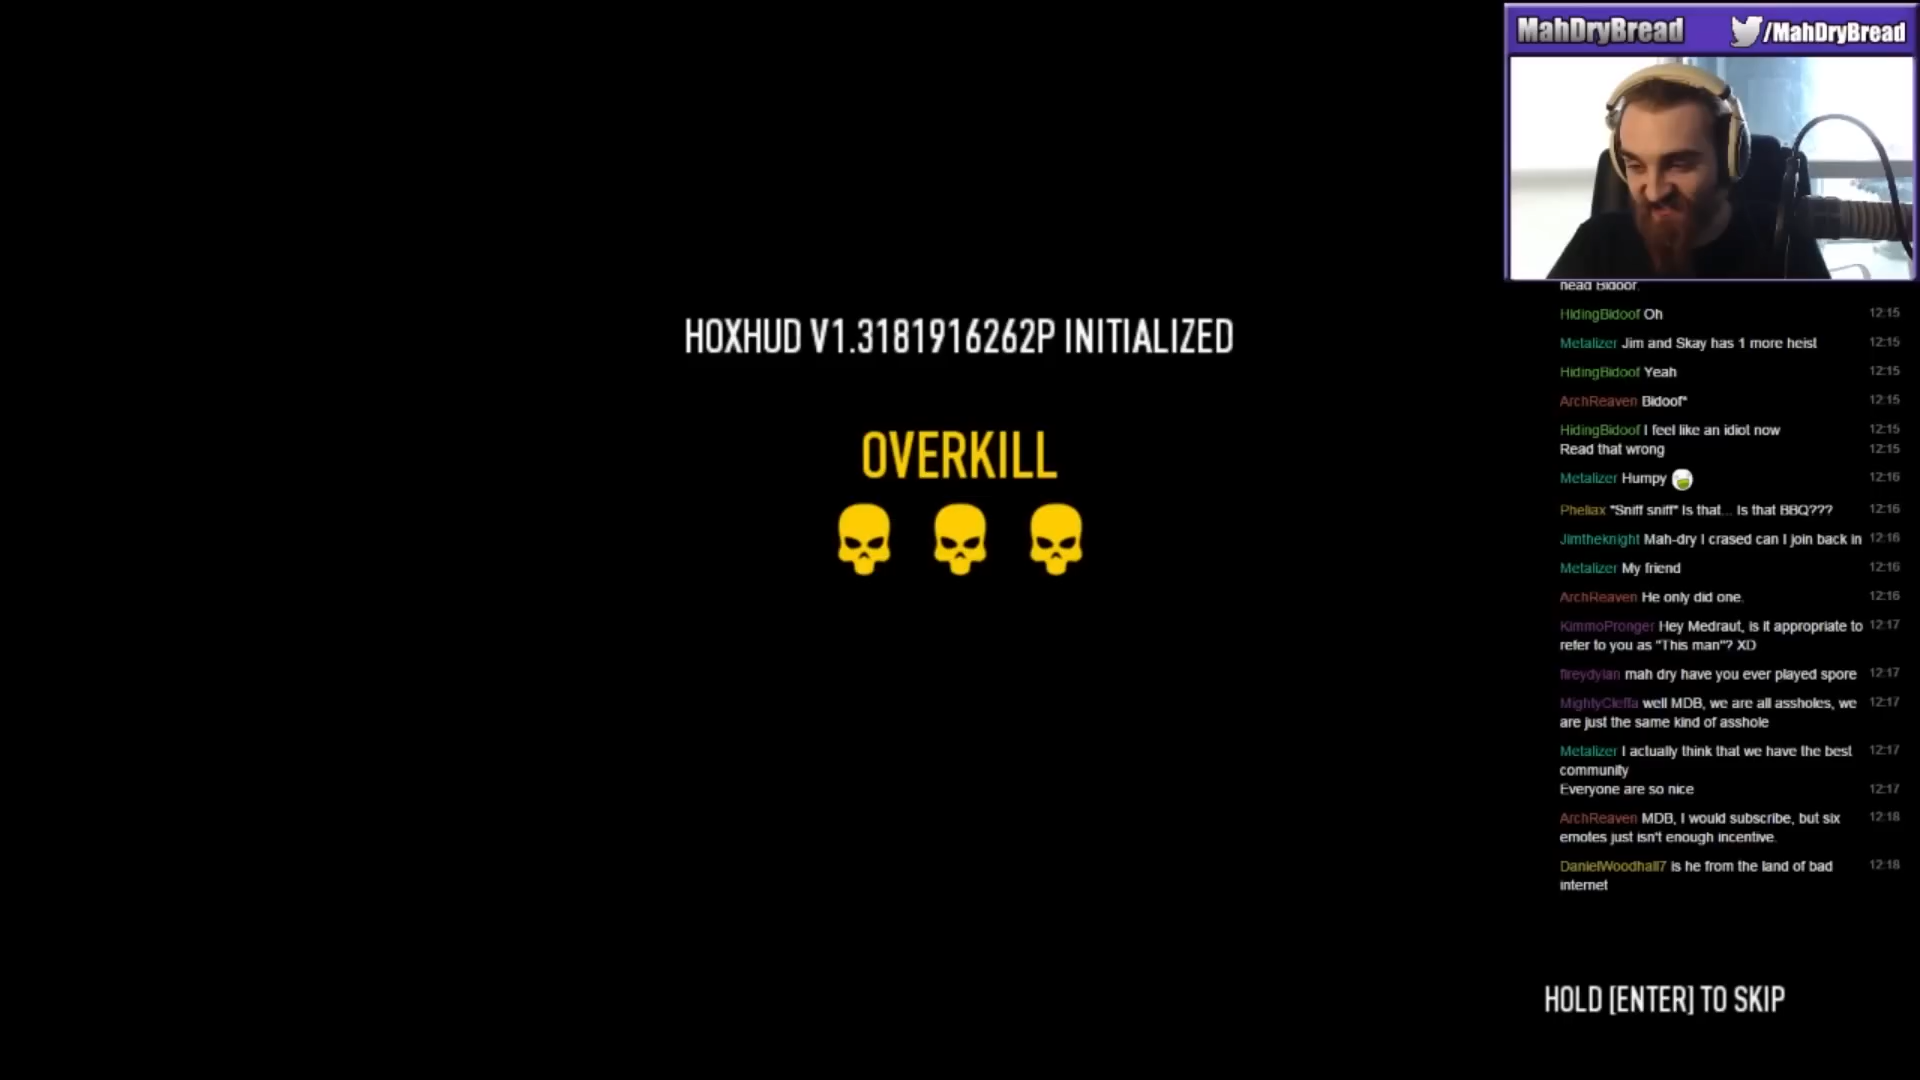 MahDryBread /MahDryBread
HOXHUD V1.3181916262P INITIALIZED
OVERKILL
head Bidoof.
HidingBidoof Oh 12:15
Metalizer Jim and Skay has 1 more heist 12:15
HidingBidoof Yeah 12:15
ArchReaven Bidoof* 12:15
HidingBidoof I feel like an idiot now 12:15
Read that wrong 12:15
Metalizer Humpy 12:16
Pheliax "Sniff sniff" Is that... Is that BBQ??? 12:16
Jimtheknight Mah-dry I crased can I join back in 12:16
Metalizer My friend 12:16
ArchReaven He only did one. 12:16
KimmoPronger Hey Medraut, is it appropriate to 12:17
refer to you as "This man"? XD
fireydylan mah dry have you ever played spore 12:17
MightyCleffa well MDB, we are all assholes, we 12:17
are just the same kind of asshole
Metalizer I actually think that we have the best 12:17
community
Everyone are so nice 12:17
ArchReaven MDB, I would subscribe, but six 12:18
emotes just isn't enough incentive.
DanielWoodhall7 is he from the land of bad 12:18
internet
HOLD [ENTER] TO SKIP